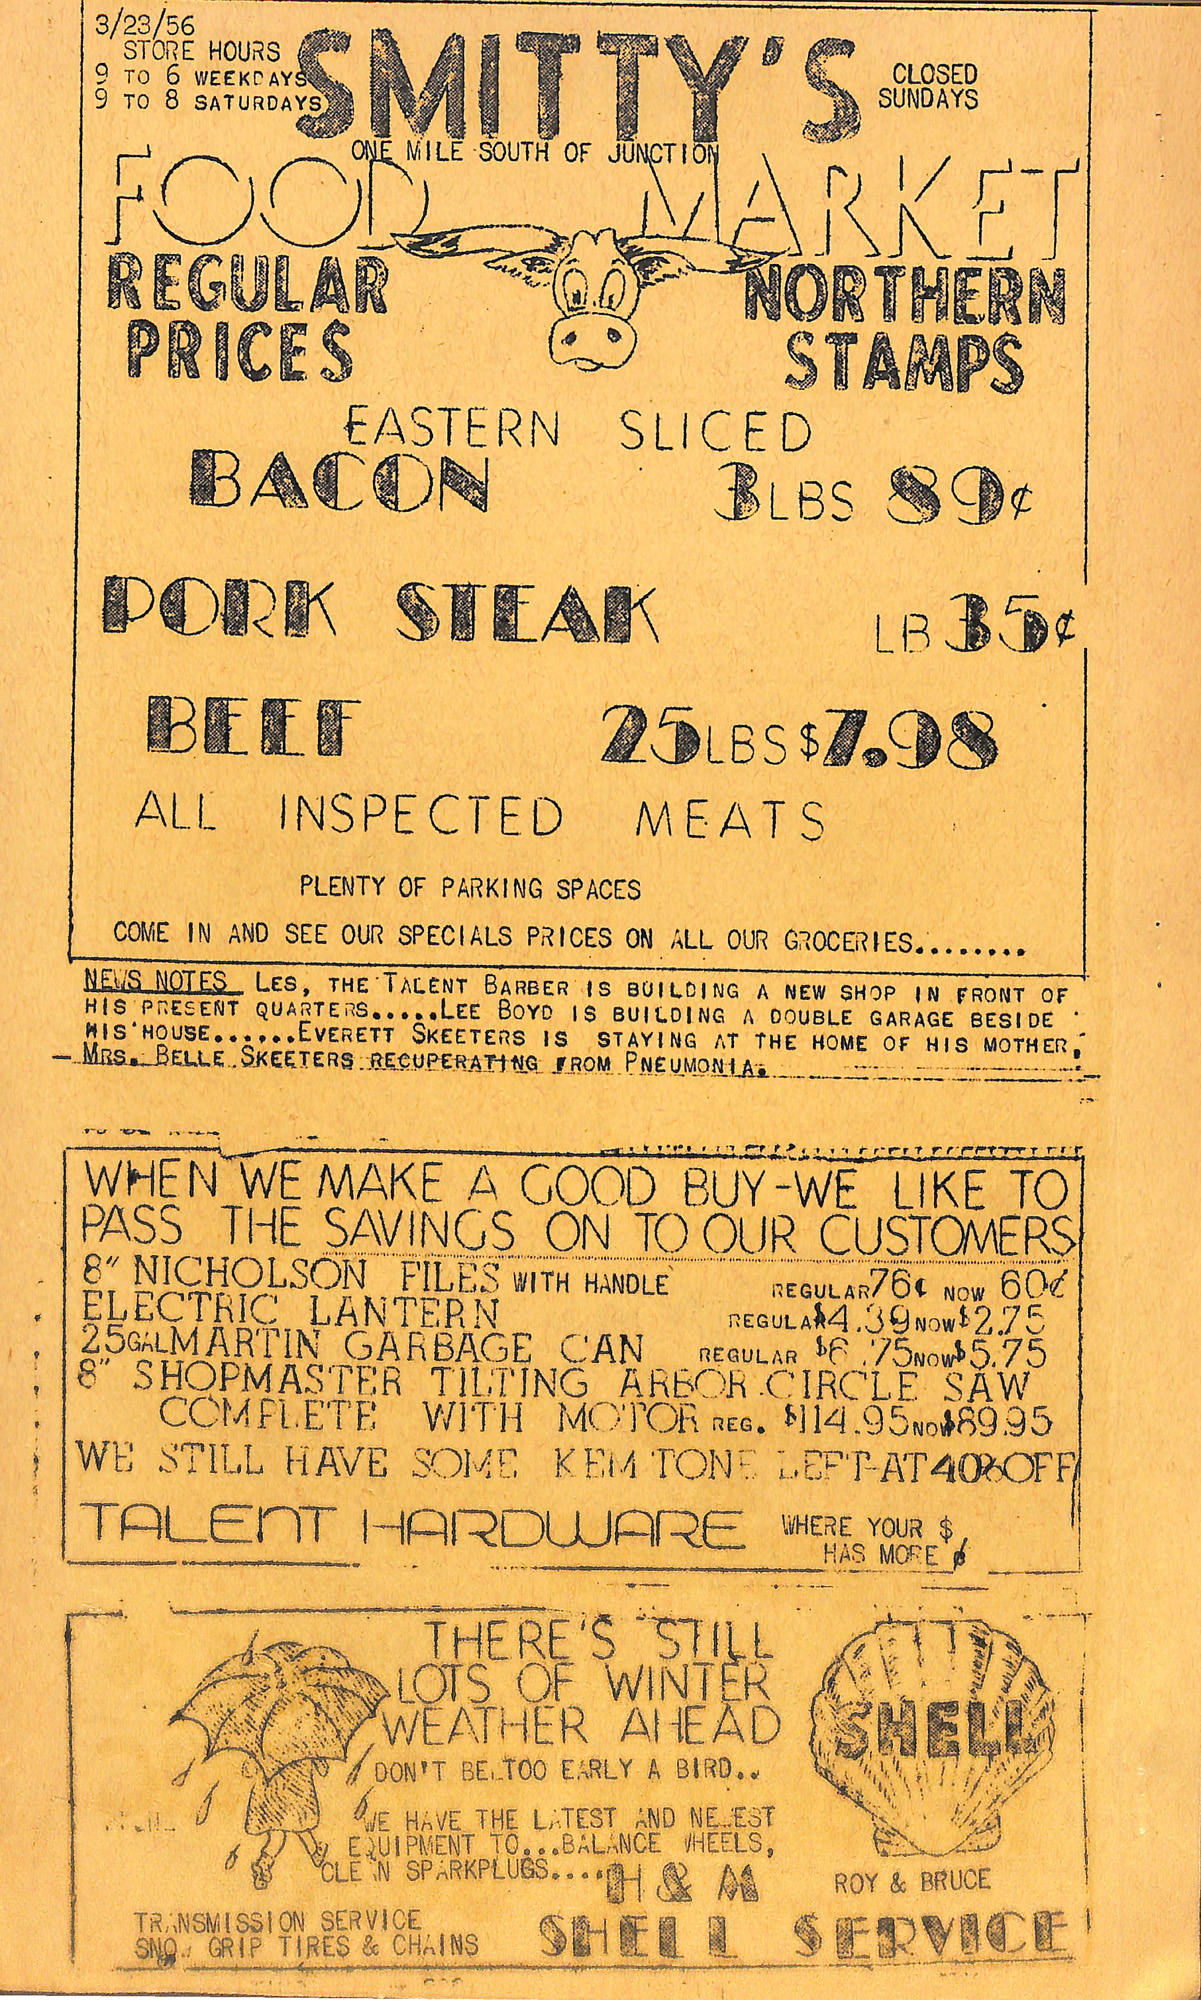 3/23/56
STORE HOURS
9 TO 6 WEEKDAYS
9 TO 8 SATURDAYS
SMITTY'S
CLOSED
SUNDAYS
ONE MILE SOUTH OF JUNCTION
FOOD MARKET
REGULAR
PRICES
NORTHERN
STAMPS
EASTERN SLICED
BACON 3 LBS 89¢
PORK STEAK LB 35¢
BEEF 25 LBS $7.98
ALL INSPECTED MEATS
PLENTY OF PARKING SPACES
COME IN AND SEE OUR SPECIALS PRICES ON ALL OUR GROCERIES........
NEWS NOTES LES, THE TALENT BARBER IS BUILDING A NEW SHOP IN FRONT OF
HIS PRESENT QUARTERS.....LEE BOYD IS BUILDING A DOUBLE GARAGE BESIDE
HIS HOUSE.......EVERETT SKEETERS IS STAYING AT THE HOME OF HIS MOTHER,
MRS. BELLE SKEETERS RECUPERATING FROM PNEUMONIA.
WHEN WE MAKE A GOOD BUY-WE LIKE TO
PASS THE SAVINGS ON TO OUR CUSTOMERS
8" NICHOLSON FILES WITH HANDLE REGULAR 76¢ NOW 60¢
ELECTRIC LANTERN REGULAR $4.39 NOW $2.75
25 GAL MARTIN GARBAGE CAN REGULAR $6.75 NOW $5.75
8" SHOPMASTER TILTING ARBOR CIRCLE SAW
COMPLETE WITH MOTOR REG. $114.95 NOW $89.95
WE STILL HAVE SOME KEM TONE LEFT-AT 40% OFF
TALENT HARDWARE WHERE YOUR $
HAS MORE ¢
THERE'S STILL
LOTS OF WINTER
WEATHER AHEAD
DON'T BE TOO EARLY A BIRD..
SHELL
WE HAVE THE LATEST AND NEWEST
EQUIPMENT TO...BALANCE WHEELS,
CLEAN SPARKPLUGS....
H & M
ROY & BRUCE
TRANSMISSION SERVICE
SNOW GRIP TIRES & CHAINS
SHELL SERVICE